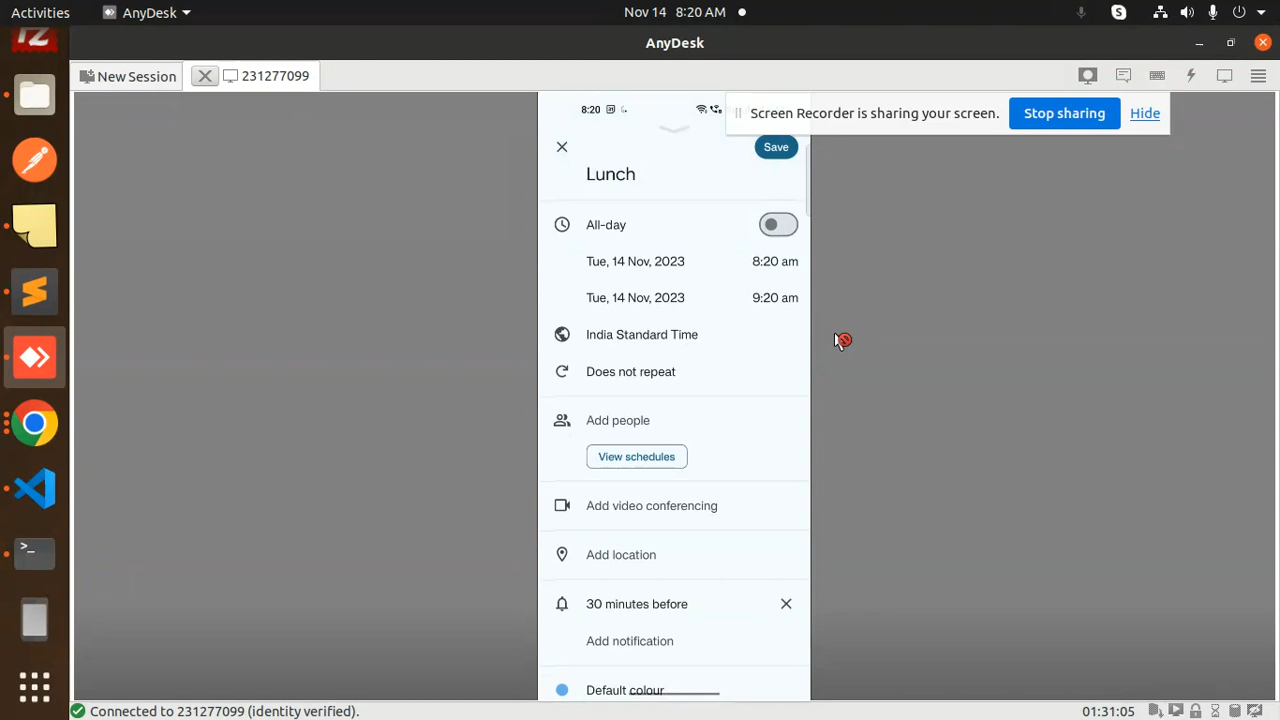 Activities AnyDesk Nov 14 8:20 AM
AnyDesk
New Session 231277099
8:20
Screen Recorder is sharing your screen. Stop sharing Hide
Save
Lunch
All-day
Tue, 14 Nov, 2023 8:20 am
Tue, 14 Nov, 2023 9:20 am
India Standard Time
Does not repeat
Add people
View schedules
Add video conferencing
Add location
30 minutes before
Add notification
Default colour
Connected to 231277099 (identity verified). 01:31:05